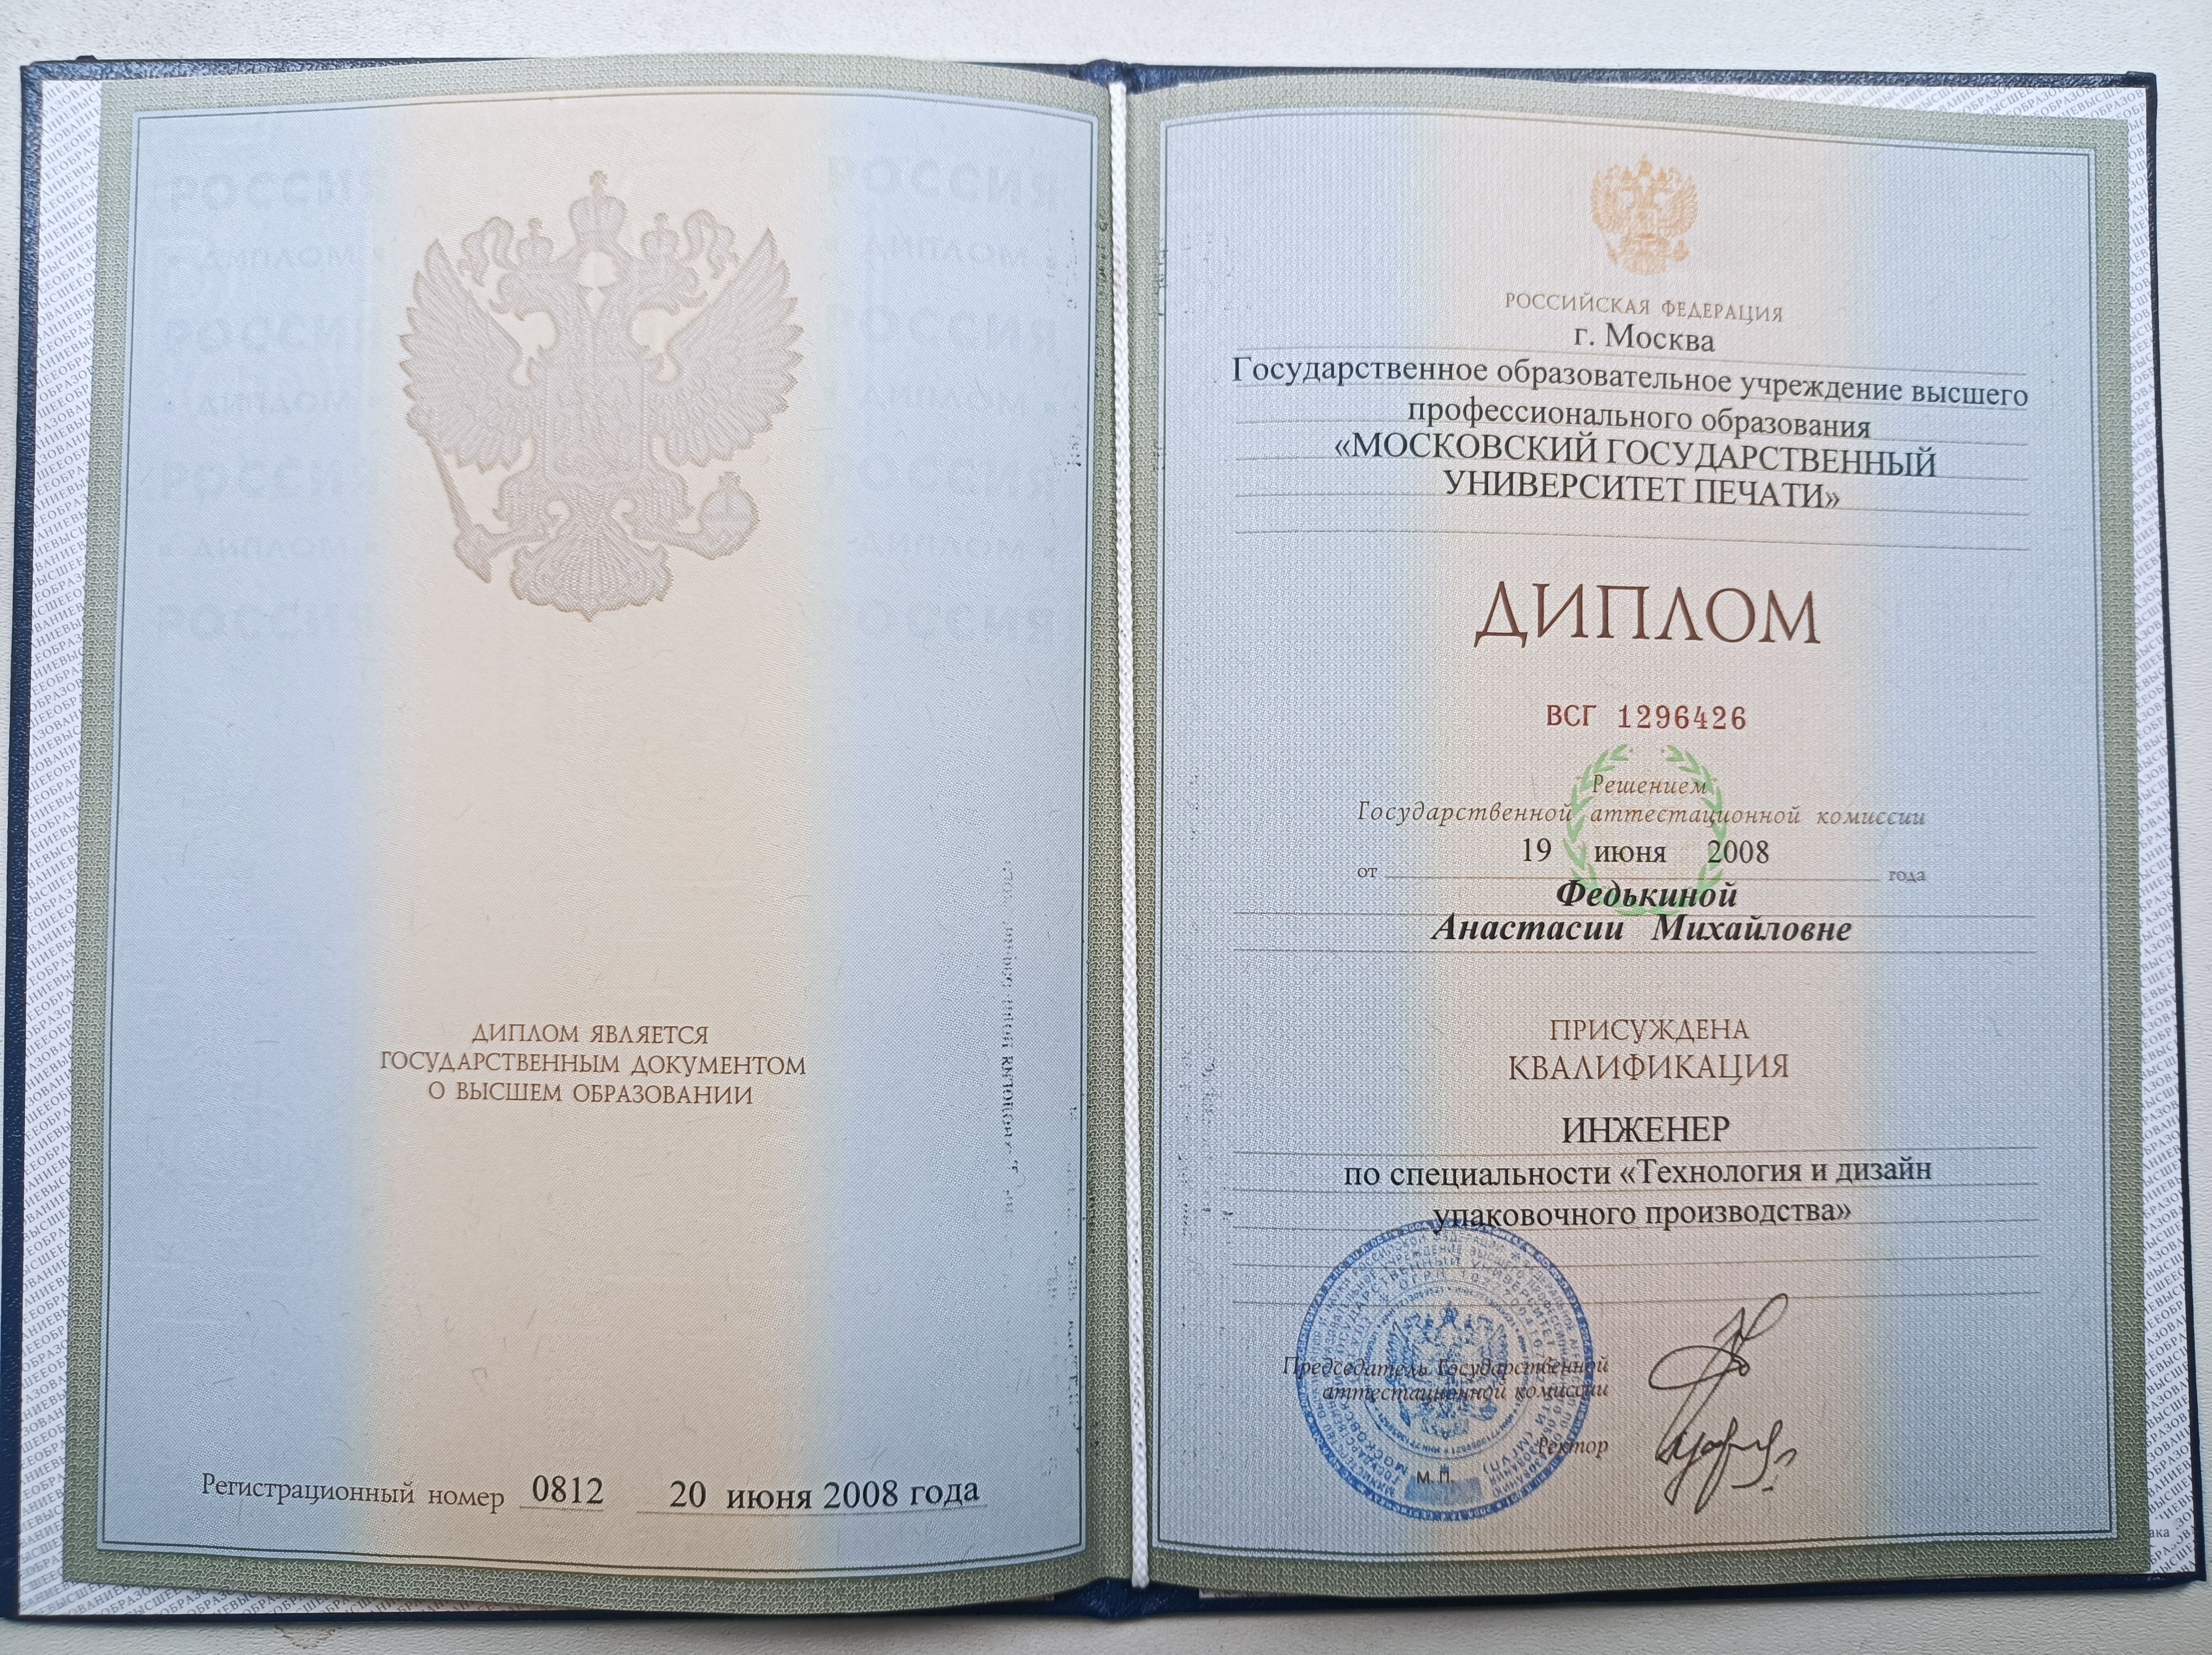 ДИПЛОМ ЯВЛЯЕТСЯ
ГОСУДАРСТВЕННЫМ ДОКУМЕНТОМ
О ВЫСШЕМ ОБРАЗОВАНИИ
Регистрационный номер 0812 20 июня 2008 года
РОССИЙСКАЯ ФЕДЕРАЦИЯ
г. Москва
Государственное образовательное учреждение высшего
профессионального образования
«МОСКОВСКИЙ ГОСУДАРСТВЕННЫЙ
УНИВЕРСИТЕТ ПЕЧАТИ»
ДИПЛОМ
ВСГ 1296426
Решением
Государственной аттестационной комиссии
от 19 июня 2008 года
Федькиной
Анастасии Михайловне
ПРИСУЖДЕНА
КВАЛИФИКАЦИЯ
ИНЖЕНЕР
по специальности «Технология и дизайн
упаковочного производства»
Председатель Государственной
аттестационной комиссии
Ректор
М. П.